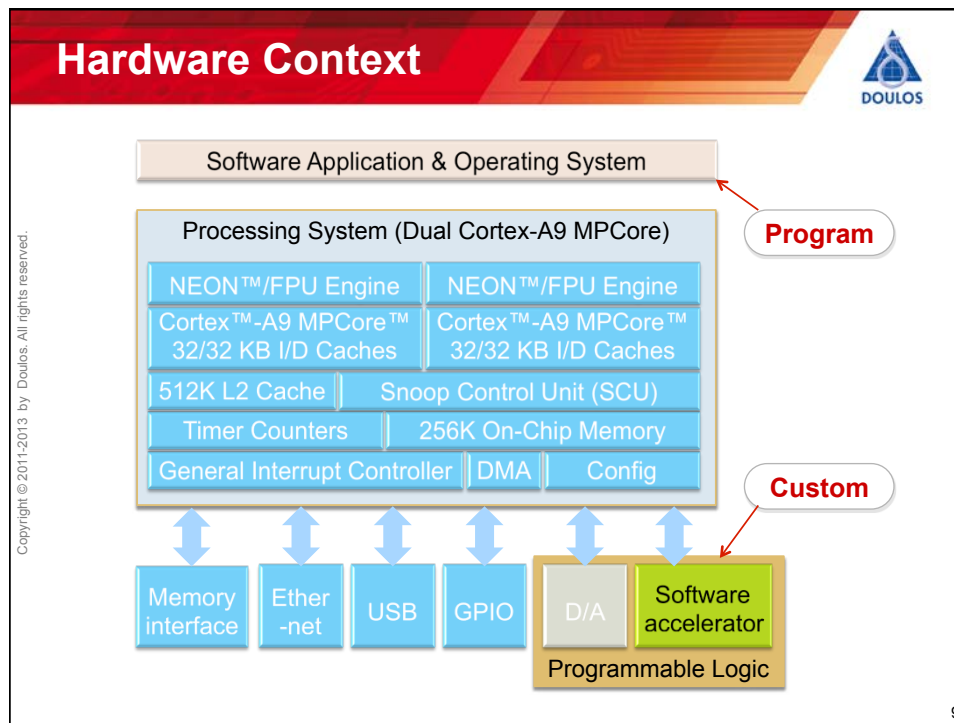 Hardware Context
DOULOS
Software Application & Operating System
Program
Processing System (Dual Cortex-A9 MPCore)
NEON™/FPU Engine
NEON™/FPU Engine
Cortex™-A9 MPCore™
32/32 KB I/D Caches
Cortex™-A9 MPCore™
32/32 KB I/D Caches
512K L2 Cache
Snoop Control Unit (SCU)
Timer Counters
256K On-Chip Memory
General Interrupt Controller
DMA
Config
Custom
Memory
interface
Ether
-net
USB
GPIO
D/A
Software
accelerator
Programmable Logic
Copyright © 2011-2013 by Doulos. All rights reserved.
9